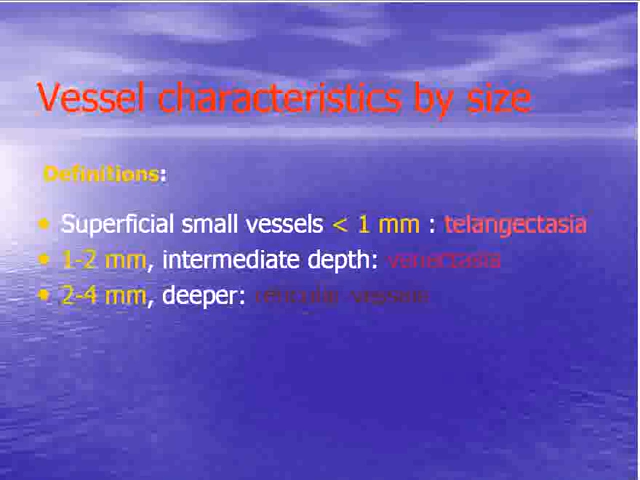 Vessel characteristics by size
Definitions:
• Superficial small vessels < 1 mm : telangectasia
• 1-2 mm, intermediate depth: venectasia
• 2-4 mm, deeper: reticular vessels